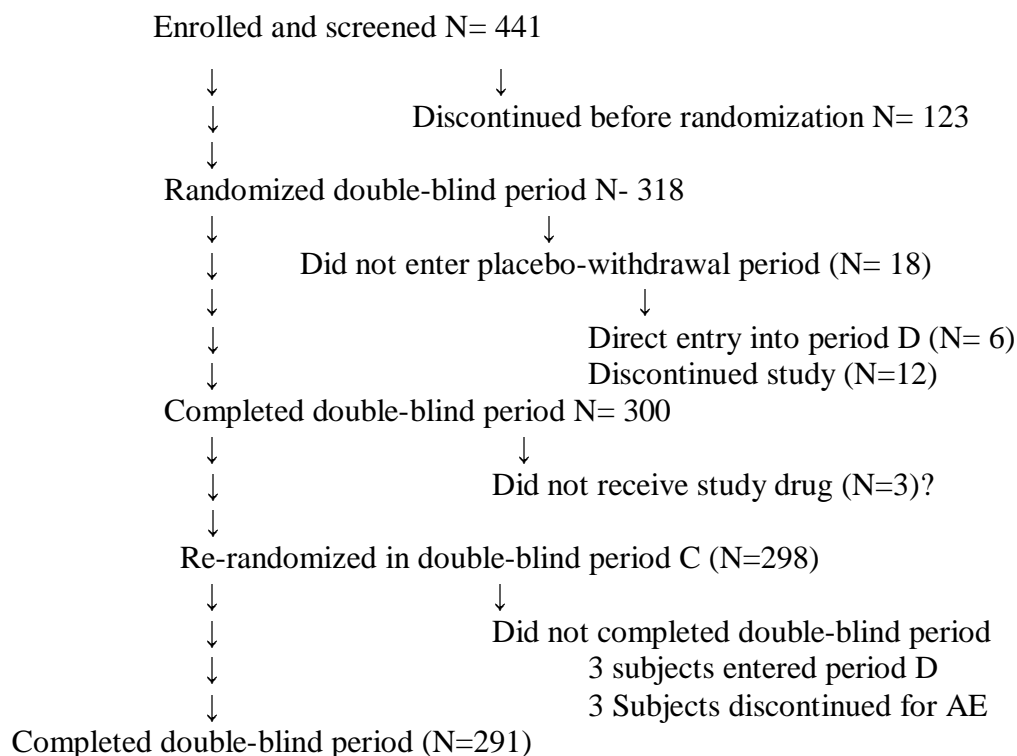 Enrolled and screened N= 441
↓ ↓
↓ Discontinued before randomization N= 123
↓
Randomized double-blind period N- 318
↓ ↓
↓ Did not enter placebo-withdrawal period (N= 18)
↓ ↓
↓ Direct entry into period D (N= 6)
↓ Discontinued study (N=12)
Completed double-blind period N= 300
↓ ↓
↓ Did not receive study drug (N=3)?
↓
Re-randomized in double-blind period C (N=298)
↓ ↓
↓ Did not completed double-blind period
↓ 3 subjects entered period D
↓ 3 Subjects discontinued for AE
Completed double-blind period (N=291)